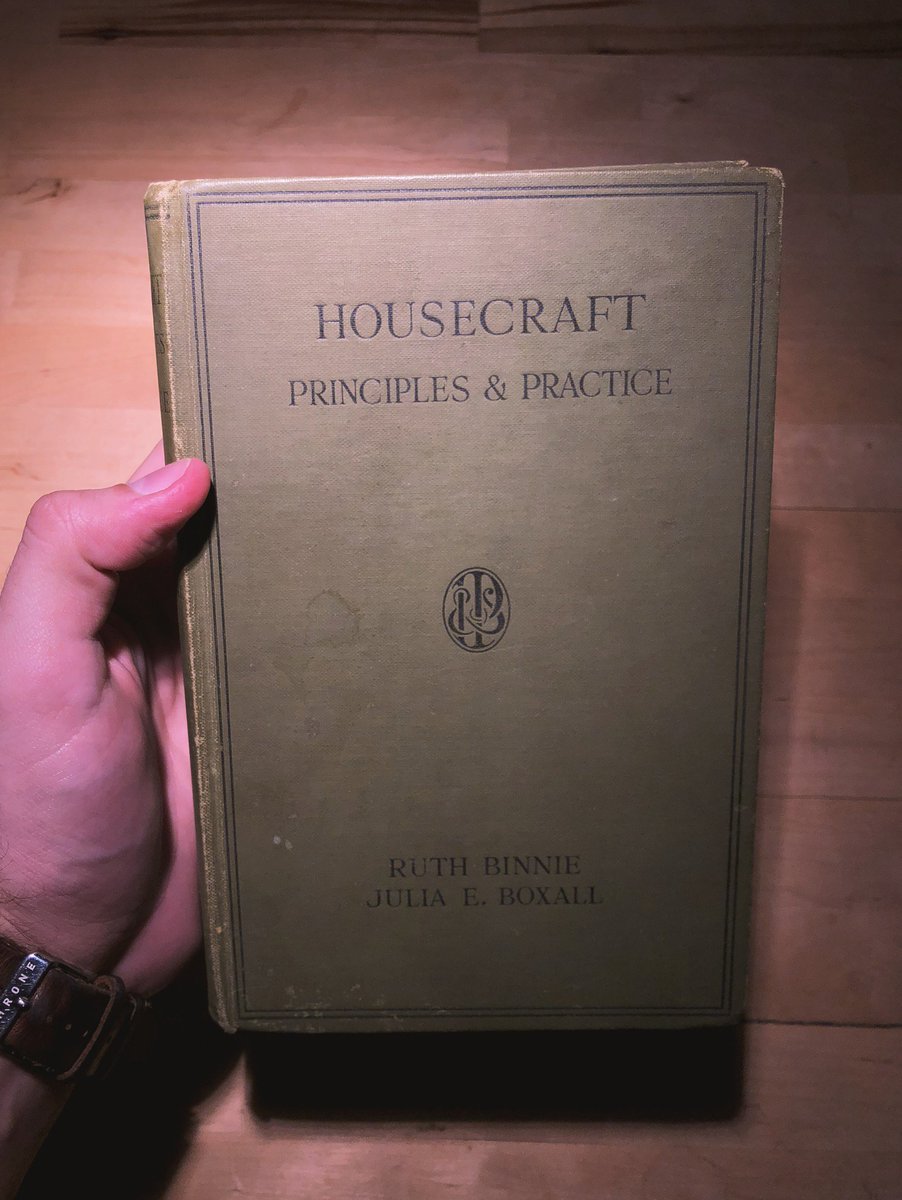 HOUSECRAFT
PRINCIPLES & PRACTICE
RUTH BINNIE
JULIA E. BOXALL